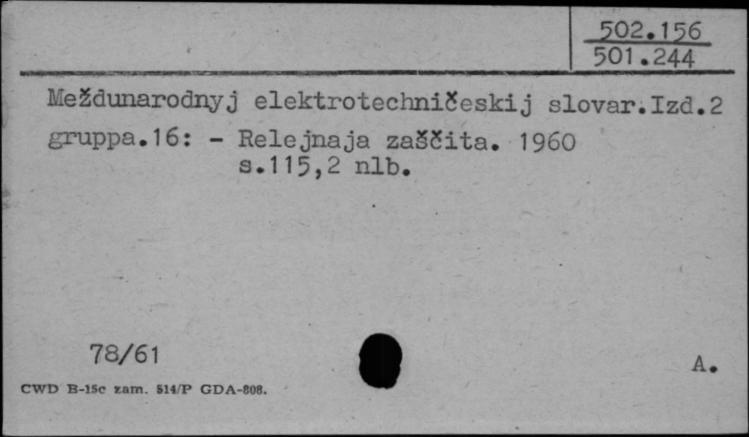 502.156
501.244
Meždunarodnyj elektrotechničeskij slovar.Izd.2
gruppa.16: - Relejnaja zaščita. 1960
s.115,2 nlb.
78/61
A.
CWD B-15c zam. 514/P GDA-808.